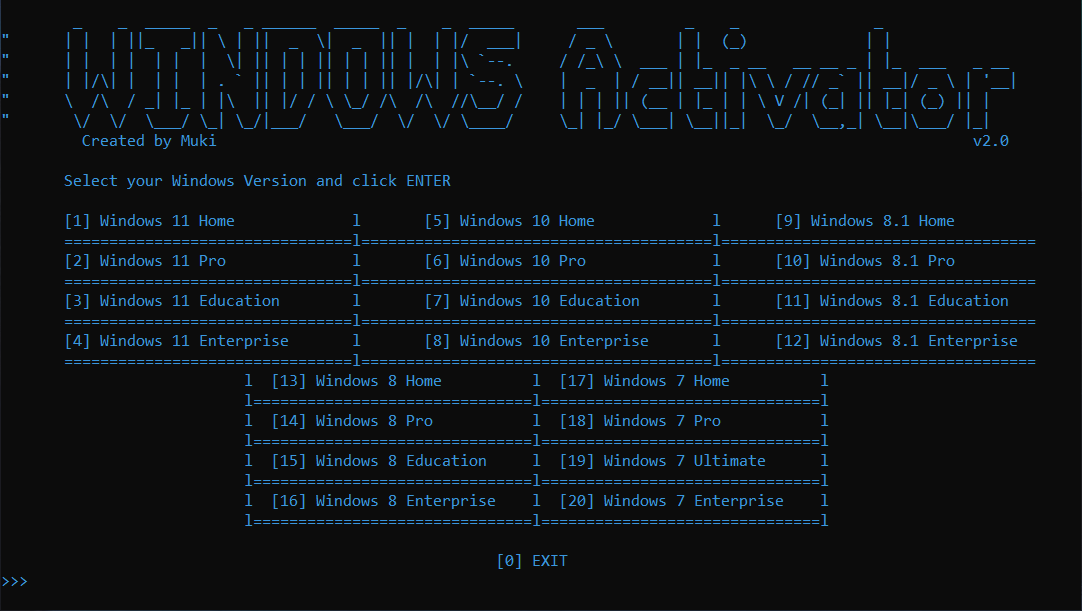 WINDOWS Activator
Created by Muki v2.0
Select your Windows Version and click ENTER
[1] Windows 11 Home l [5] Windows 10 Home l [9] Windows 8.1 Home
[2] Windows 11 Pro l [6] Windows 10 Pro l [10] Windows 8.1 Pro
[3] Windows 11 Education l [7] Windows 10 Education l [11] Windows 8.1 Education
[4] Windows 11 Enterprise l [8] Windows 10 Enterprise l [12] Windows 8.1 Enterprise
l [13] Windows 8 Home l [17] Windows 7 Home l
l [14] Windows 8 Pro l [18] Windows 7 Pro l
l [15] Windows 8 Education l [19] Windows 7 Ultimate l
l [16] Windows 8 Enterprise l [20] Windows 7 Enterprise l
[0] EXIT
>>>